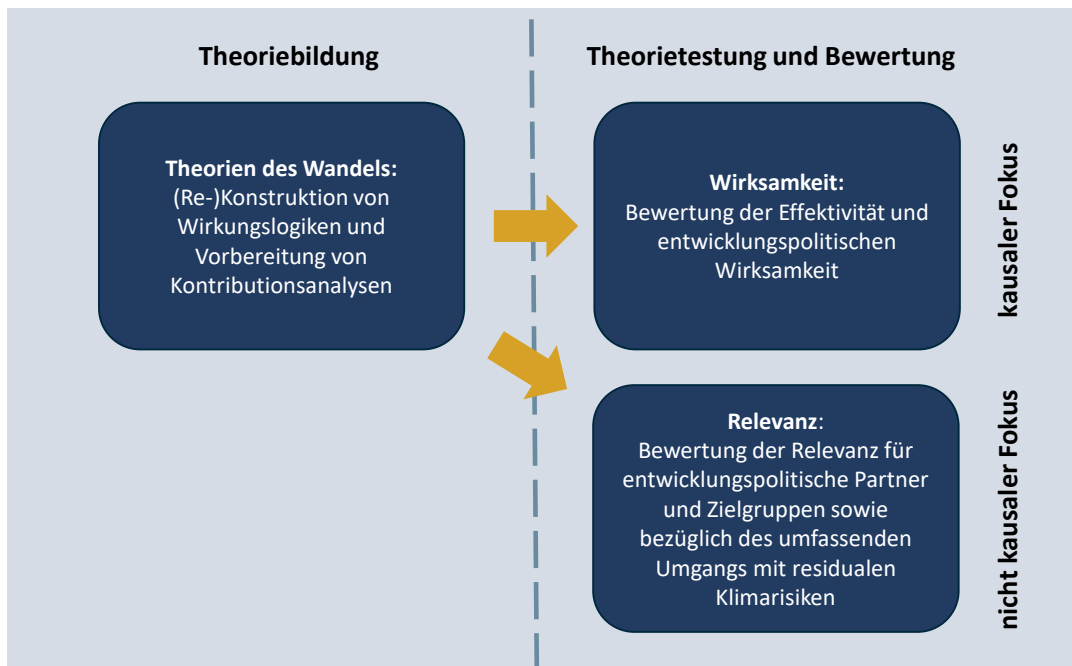 Theoriebildung
Theorien des Wandels:
(Re-)Konstruktion von
Wirkungslogiken und
Vorbereitung von
Kontributionsanalysen
Theorietestung und Bewertung
Wirksamkeit:
Bewertung der Effektivität und
entwicklungspolitischen
Wirksamkeit
kausaler Fokus
Relevanz:
Bewertung der Relevanz für
entwicklungspolitische Partner
und Zielgruppen sowie
bezüglich des umfassenden
Umgangs mit residualen
Klimarisiken
nicht kausaler Fokus